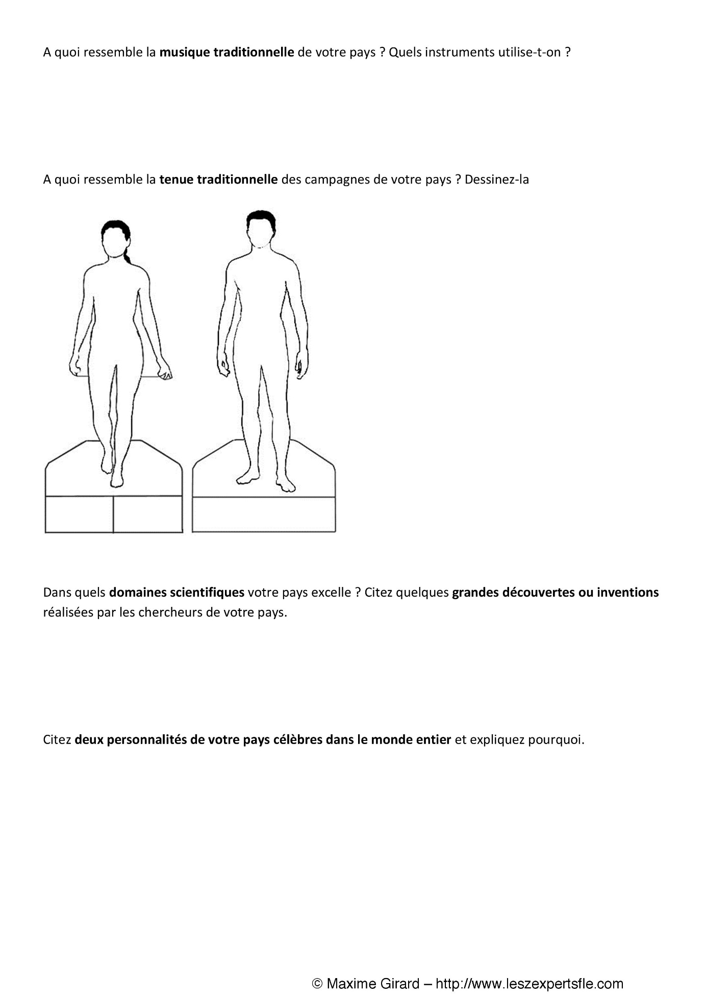 A quoi ressemble la musique traditionnelle de votre pays ? Quels instruments utilise-t-on ?
A quoi ressemble la tenue traditionnelle des campagnes de votre pays ? Dessinez-la
Dans quels domaines scientifiques votre pays excelle ? Citez quelques grandes découvertes ou inventions
réalisées par les chercheurs de votre pays.
Citez deux personnalités de votre pays célèbres dans le monde entier et expliquez pourquoi.
© Maxime Girard – http://www.leszexpertsfle.com